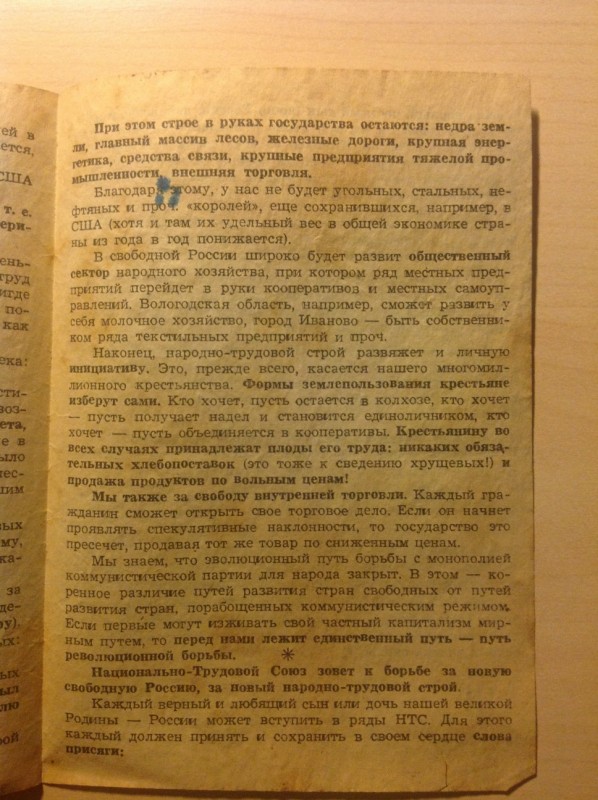 При этом строе в руках государства остаются: недра зем-
ли, главный массив лесов, железные дороги, крупная энер-
гетика, средства связи, крупные предприятия тяжелой про-
мышленности, внешняя торговля.
Благодаря этому, у нас не будет угольных, стальных, не-
фтяных и проч. «королей», еще сохранившихся, например, в
США (хотя и там их удельный вес в общей экономике стра-
ны из года в год понижается).
В свободной России широко будет развит общественный
сектор народного хозяйства, при котором ряд местных пред-
приятий перейдет в руки кооперативов и местных самоуп-
равлений. Вологодская область, например, сможет развить у
себя молочное хозяйство, город Иваново — быть собственни-
ком ряда текстильных предприятий и проч.
Наконец, народно-трудовой строй развяжет и личную
инициативу. Это, прежде всего, касается нашего многомил-
лионного крестьянства. Формы землепользования крестьяне
изберут сами. Кто хочет, пусть остается в колхозе, кто хочет
— пусть получает надел и становится единоличником, кто
хочет — пусть объединяется в кооперативы. Крестьянину во
всех случаях принадлежат плоды его труда: никаких обяза-
тельных хлебопоставок (это тоже к сведению хрущевых!) и
продажа продуктов по вольным ценам!
Мы также за свободу внутренней торговли. Каждый гра-
жданин сможет открыть свое торговое дело. Если он начнет
проявлять спекулятивные наклонности, то государство это
пресечет, продавая тот же товар по сниженным ценам.
Мы знаем, что эволюционный путь борьбы с монополией
коммунистической партии для народа закрыт. В этом — ко-
ренное различие путей развития стран свободных от путей
развития стран, порабощенных коммунистическим режимом.
Если первые могут изживать свой частный капитализм мир-
ным путем, то перед нами лежит единственный путь — путь
революционной борьбы.
*
Национально-Трудовой Союз зовет к борьбе за новую
свободную Россию, за новый народно-трудовой строй.
Каждый верный и любящий сын или дочь нашей великой
Родины — России может вступить в ряды НТС. Для этого
каждый должен принять и сохранить в своем сердце слова
присяги: